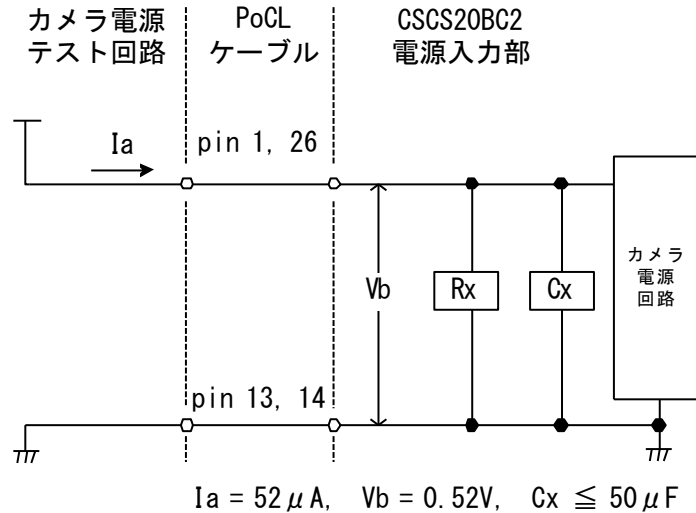 カメラ電源
テスト回路
PoCL
ケーブル
CSCS20BC2
電源入力部
Ia
pin 1, 26
Vb
Rx
Cx
カメラ
電源
回路
pin 13, 14
Ia = 52μA, Vb = 0.52V, Cx ≦ 50μF